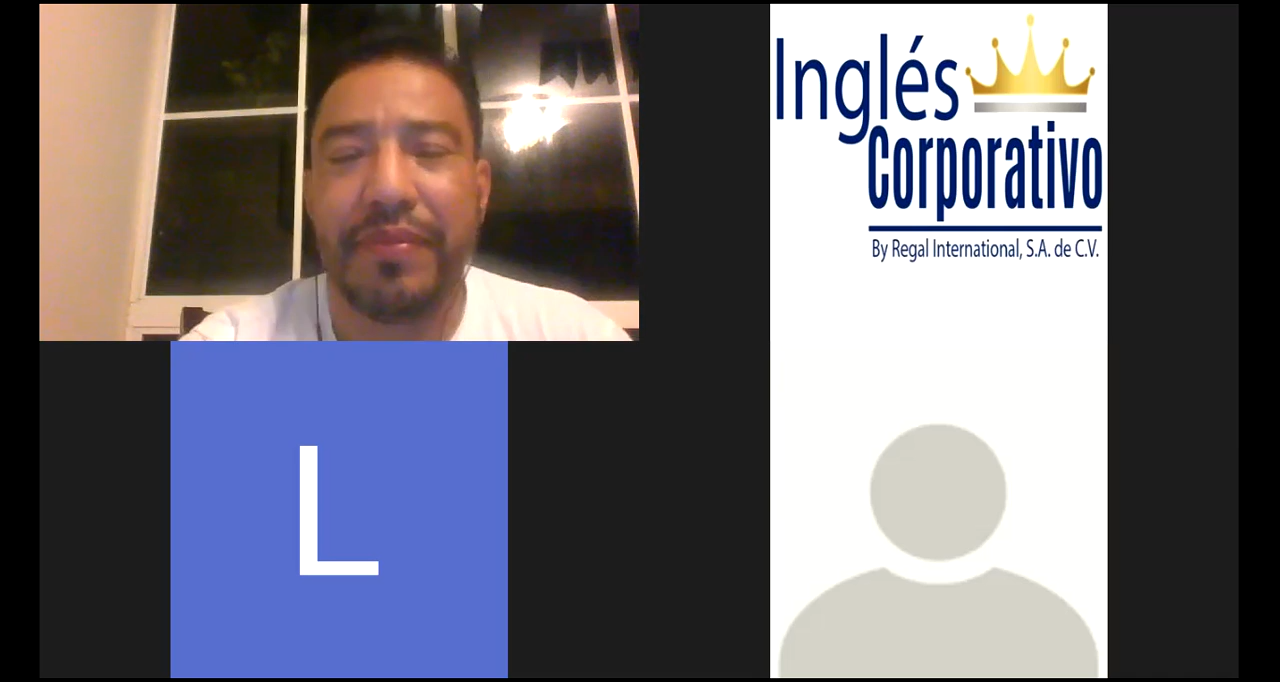 Inglés
Corporativo
By Regal International, S.A. de C.V.
L